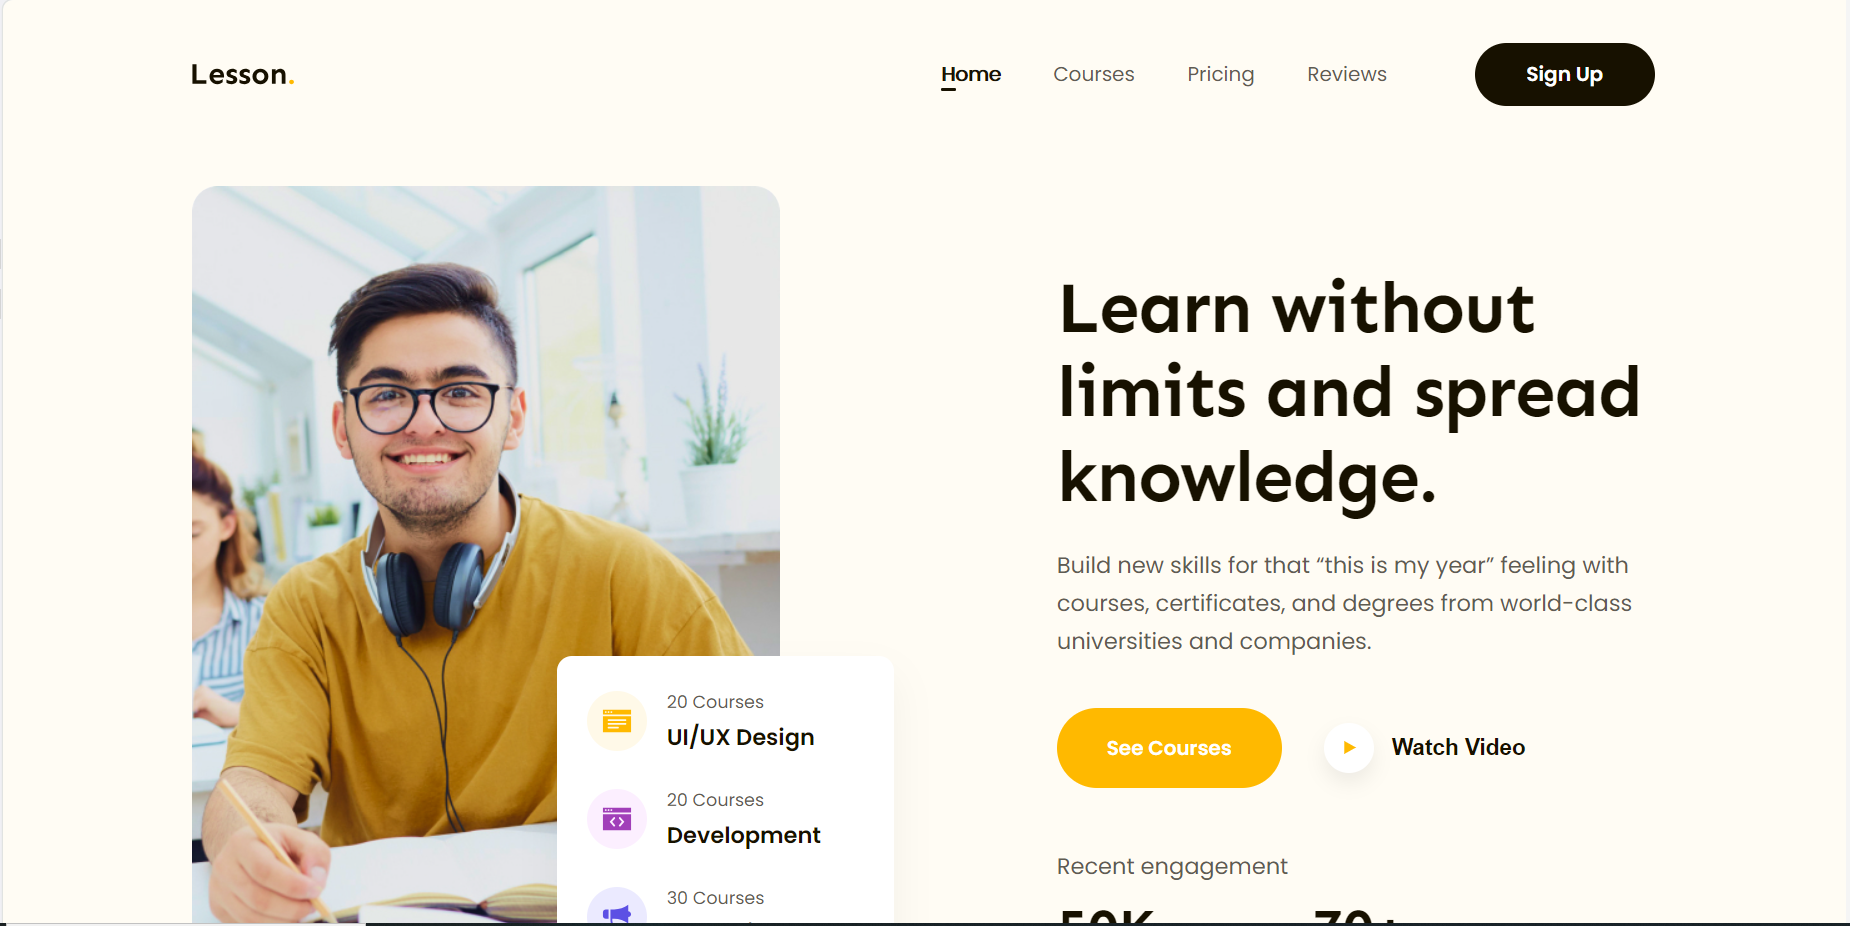 Lesson.
Home Courses Pricing Reviews Sign Up
Learn without
limits and spread
knowledge.
Build new skills for that “this is my year” feeling with
courses, certificates, and degrees from world-class
universities and companies.
See Courses
Watch Video
20 Courses
UI/UX Design
20 Courses
Development
30 Courses
Recent engagement
50K 70+